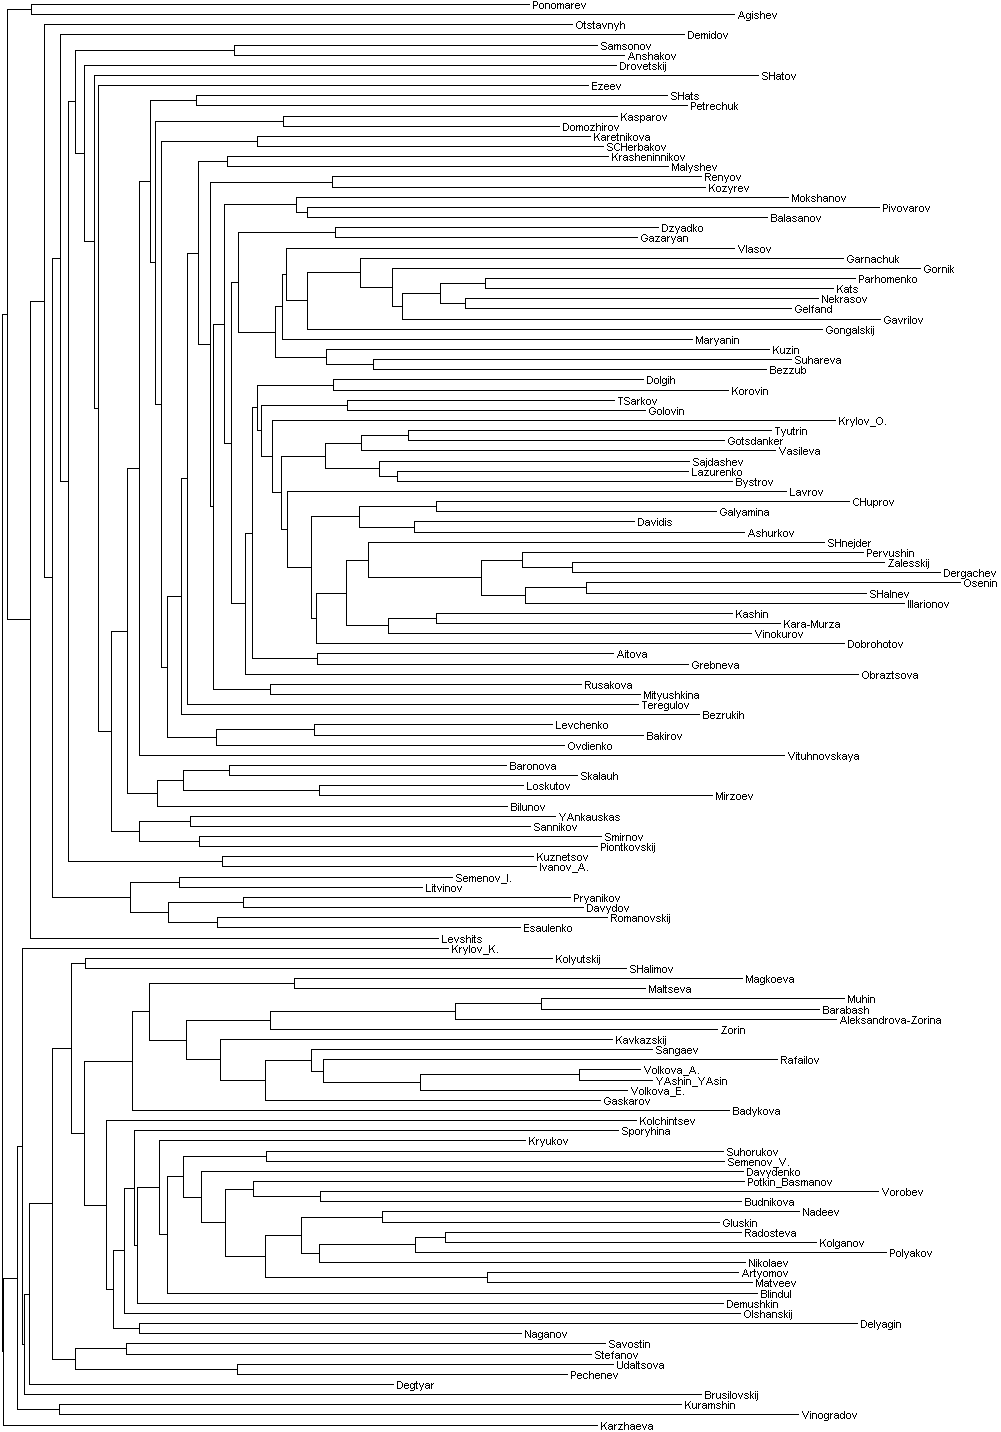 Ponomarev
Agishev
Otstavnyh
Demidov
Samsonov
Anshakov
Drovetskij
SHatov
Ezeev
SHats
Petrechuk
Kasparov
Domozhirov
Karetnikova
SCHerbakov
Krasheninnikov
Malyshev
Renyov
Kozyrev
Mokshanov
Pivovarov
Balasanov
Dzyadko
Gazaryan
Vlasov
Garnachuk
Gornik
Parhomenko
Kats
Nekrasov
Gelfand
Gavrilov
Gongalskij
Maryanin
Kuzin
Suhareva
Bezzub
Dolgih
Korovin
TSarkov
Golovin
Krylov_O.
Tyutrin
Gotsdanker
Vasileva
Sajdashev
Lazurenko
Bystrov
Lavrov
CHuprov
Galyamina
Davidis
Ashurkov
SHnejder
Pervushin
Zalesskij
Dergachev
Osenin
SHalnev
Illarionov
Kashin
Kara-Murza
Vinokurov
Dobrohotov
Aitova
Grebneva
Obraztsova
Rusakova
Mityushkina
Teregulov
Bezrukih
Levchenko
Bakirov
Ovdienko
Vituhnovskaya
Baronova
Skalauh
Loskutov
Mirzoev
Bilunov
YAnkauskas
Sannikov
Smirnov
Piontkovskij
Kuznetsov
Ivanov_A.
Semenov_I.
Litvinov
Pryanikov
Davydov
Romanovskij
Esaulenko
Levshits
Krylov_K.
Kolyutskij
SHalimov
Magkoeva
Maltseva
Muhin
Barabash
Aleksandrova-Zorina
Zorin
Kavkazskij
Sangaev
Rafailov
Volkova_A.
YAshin_YAsin
Volkova_E.
Gaskarov
Badykova
Kolchintsev
Sporyhina
Kryukov
Suhorukov
Semenov_V.
Davydenko
Potkin_Basmanov
Vorobev
Budnikova
Nadeev
Gluskin
Radosteva
Kolganov
Polyakov
Nikolaev
Artyomov
Matveev
Blindul
Demushkin
Olshanskij
Delyagin
Naganov
Savostin
Stefanov
Udaltsova
Pechenev
Degtyar
Brusilovskij
Kuramshin
Vinogradov
Karzhaeva